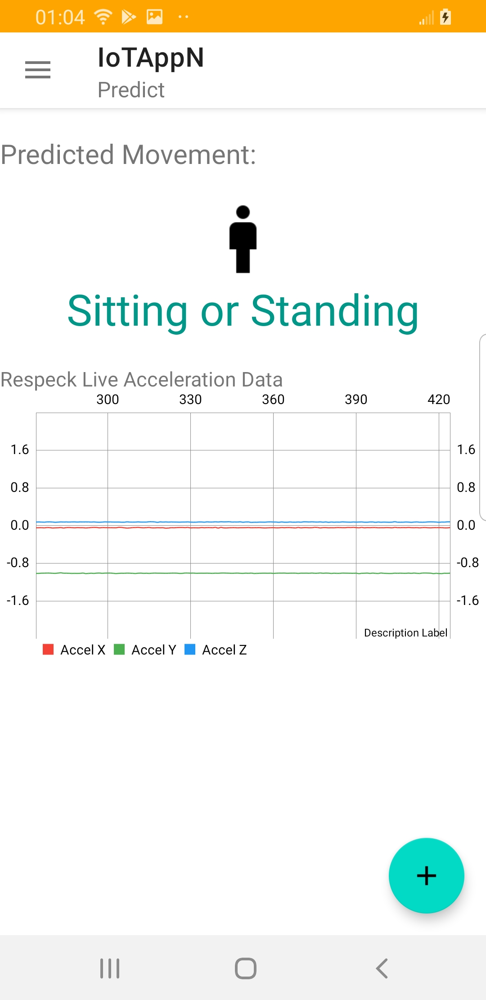 01:04
IoTAppN
Predict
Predicted Movement:
Sitting or Standing
Respeck Live Acceleration Data
300 330 360 390 420
1.6 1.6
0.8 0.8
0.0 0.0
-0.8 -0.8
-1.6 -1.6
Description Label
Accel X Accel Y Accel Z